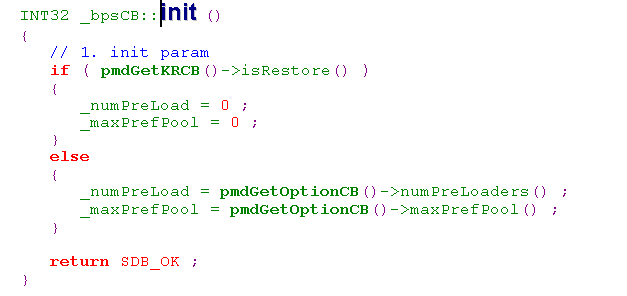 INT32 _bpsCB::init ()
{
// 1. init param
if ( pmdGetKRCB()->isRestore() )
{
_numPreLoad = 0 ;
_maxPrefPool = 0 ;
}
else
{
_numPreLoad = pmdGetOptionCB()->numPreLoaders() ;
_maxPrefPool = pmdGetOptionCB()->maxPrefPool() ;
}
return SDB_OK ;
}